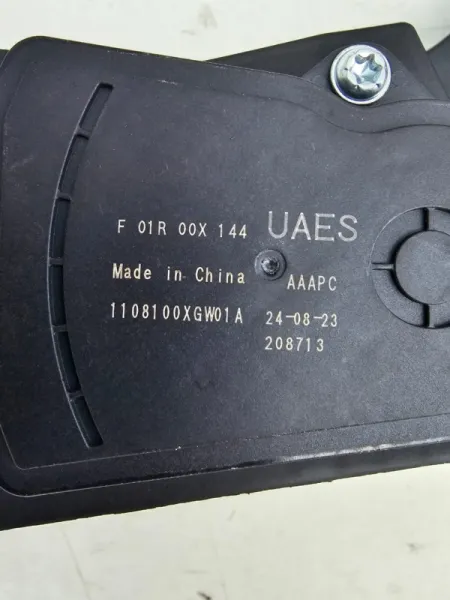 F 01R 00X 144 UAES
Made in China AAAPC
1108100XGW01A 24-08-23
208713